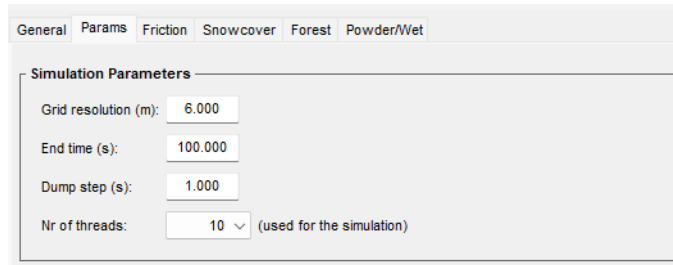 General Params Friction Snowcover Forest Powder/Wet
Simulation Parameters
Grid resolution (m): 6.000
End time (s): 100.000
Dump step (s): 1.000
Nr of threads: 10 (used for the simulation)